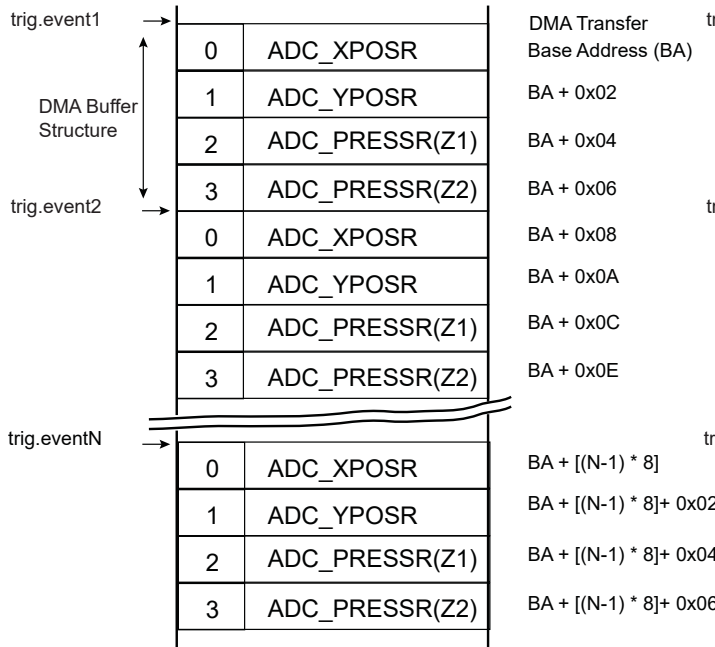 trig.event1
DMA Transfer
Base Address (BA)
tr
0 ADC_XPOSR
DMA Buffer
Structure
1 ADC_YPOSR BA + 0x02
2 ADC_PRESSR(Z1) BA + 0x04
3 ADC_PRESSR(Z2) BA + 0x06
trig.event2
tr
0 ADC_XPOSR BA + 0x08
1 ADC_YPOSR BA + 0x0A
2 ADC_PRESSR(Z1) BA + 0x0C
3 ADC_PRESSR(Z2) BA + 0x0E
trig.eventN
tr
0 ADC_XPOSR BA + [(N-1) * 8]
1 ADC_YPOSR BA + [(N-1) * 8]+ 0x02
2 ADC_PRESSR(Z1) BA + [(N-1) * 8]+ 0x04
3 ADC_PRESSR(Z2) BA + [(N-1) * 8]+ 0x06